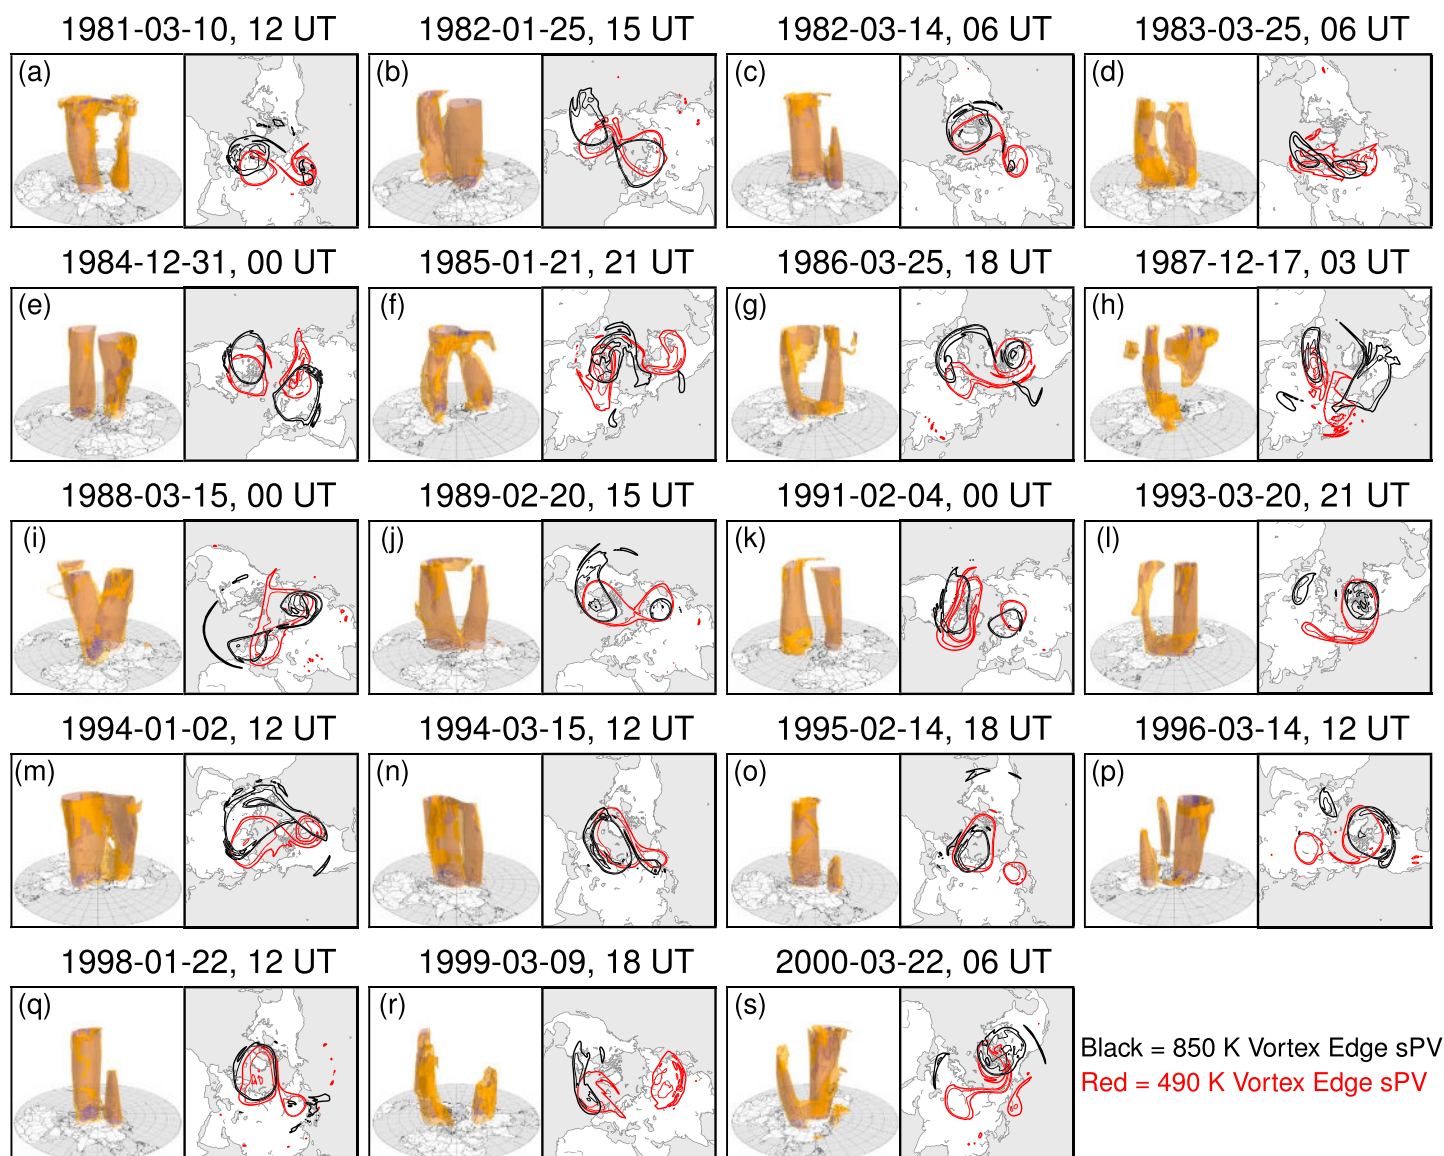 1981-03-10, 12 UT
1982-01-25, 15 UT
1982-03-14, 06 UT
1983-03-25, 06 UT
(a)
(b)
(c)
(d)
1984-12-31, 00 UT
1985-01-21, 21 UT
1986-03-25, 18 UT
1987-12-17, 03 UT
(e)
(f)
(g)
(h)
1988-03-15, 00 UT
1989-02-20, 15 UT
1991-02-04, 00 UT
1993-03-20, 21 UT
(i)
(j)
(k)
(l)
1994-01-02, 12 UT
1994-03-15, 12 UT
1995-02-14, 18 UT
1996-03-14, 12 UT
(m)
(n)
(o)
(p)
1998-01-22, 12 UT
1999-03-09, 18 UT
2000-03-22, 06 UT
(q)
(r)
(s)
Black = 850 K Vortex Edge sPV
Red = 490 K Vortex Edge sPV